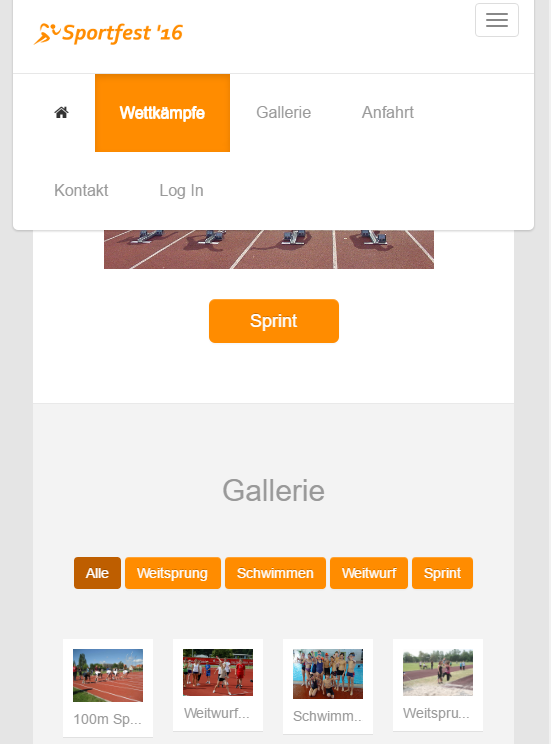 Sportfest '16
Wettkämpfe Gallerie Anfahrt
Kontakt Log In
Sprint
Gallerie
Alle Weitsprung Schwimmen Weitwurf Sprint
100m Sp... Weitwurf... Schwimm... Weitspru...